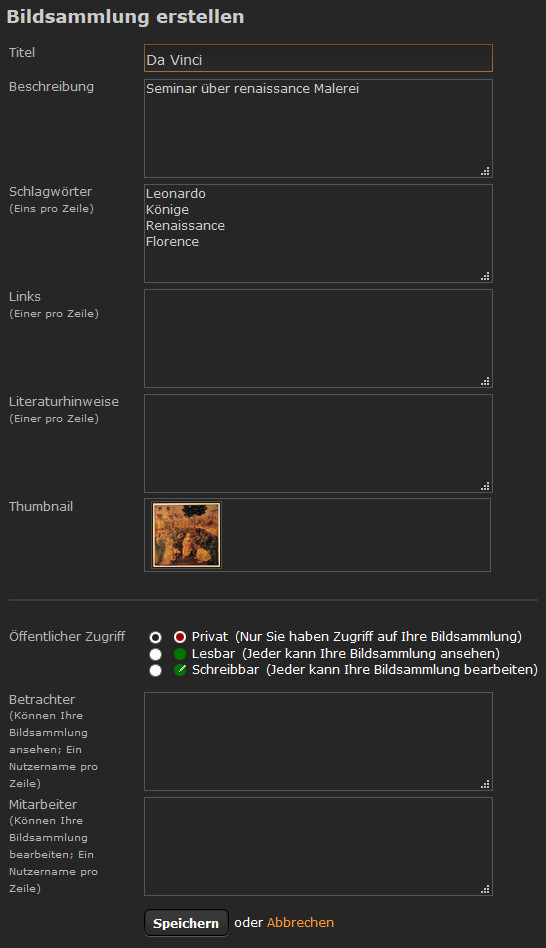 Bildsammlung erstellen
Titel
Da Vinci
Beschreibung
Seminar über renaissance Malerei
Schlagwörter
(Eins pro Zeile)
Leonardo
Könige
Renaissance
Florence
Links
(Einer pro Zeile)
Literaturhinweise
(Einer pro Zeile)
Thumbnail
Öffentlicher Zugriff
Privat (Nur Sie haben Zugriff auf Ihre Bildsammlung)
Lesbar (Jeder kann Ihre Bildsammlung ansehen)
Schreibbar (Jeder kann Ihre Bildsammlung bearbeiten)
Betrachter
(Können Ihre
Bildsammlung
ansehen; Ein
Nutzername pro
Zeile)
Mitarbeiter
(Können Ihre
Bildsammlung
bearbeiten; Ein
Nutzername pro
Zeile)
Speichern oder Abbrechen